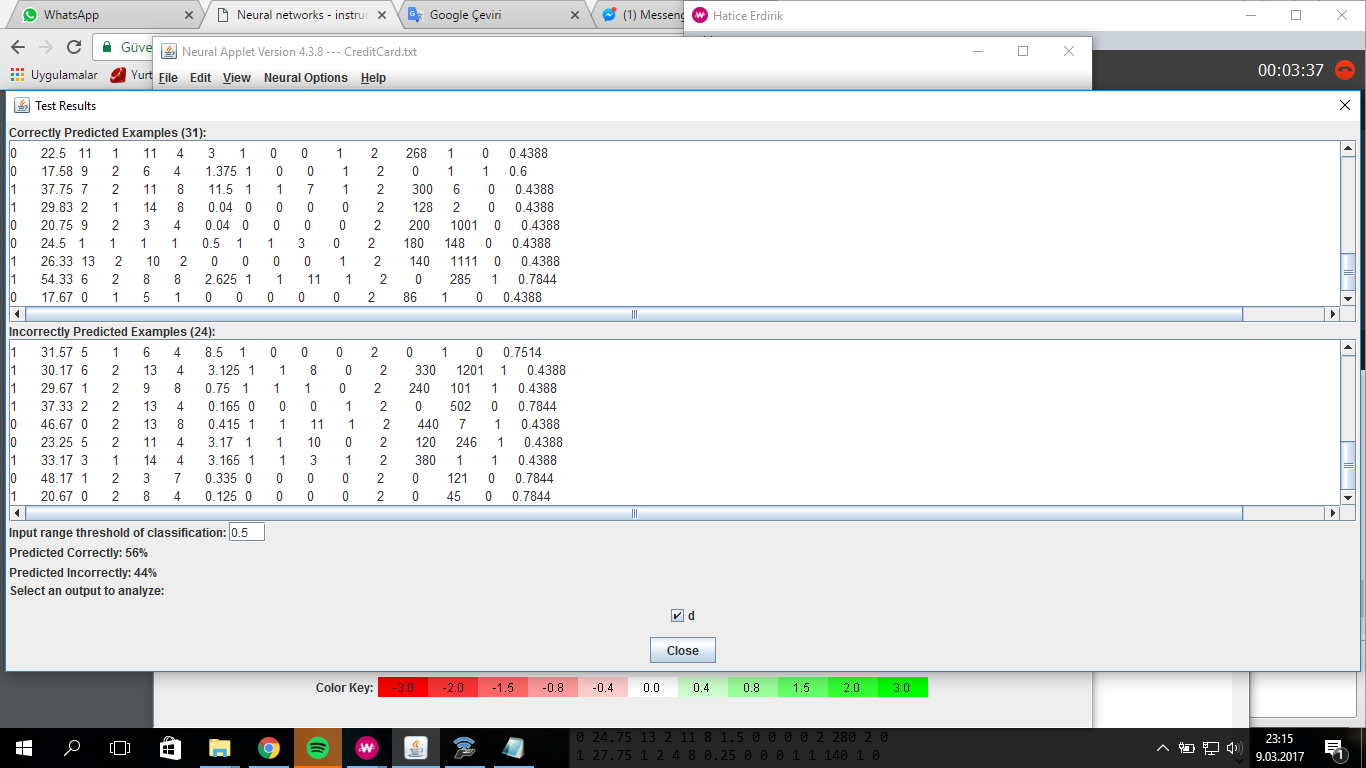 WhatsApp
Neural networks - instruc
Google Çeviri
(1) Messeng
Hatice Erdirik
Güve
Neural Applet Version 4.3.8 --- CreditCard.txt
Uygulamalar
Yurt
File Edit View Neural Options Help
00:03:37
Test Results
Correctly Predicted Examples (31):
0 22.5 11 1 11 4 3 1 0 0 1 2 268 1 0 0.4388
0 17.58 9 2 6 4 1.375 1 0 0 1 2 0 1 1 0.6
1 37.75 7 2 11 8 11.5 1 1 7 1 2 300 6 0 0.4388
1 29.83 2 1 14 8 0.04 0 0 0 0 2 128 2 0 0.4388
0 20.75 9 2 3 4 0.04 0 0 0 0 2 200 1001 0 0.4388
0 24.5 1 1 1 1 0.5 1 1 3 0 2 180 148 0 0.4388
1 26.33 13 2 10 2 0 0 0 0 1 2 140 1111 0 0.4388
1 54.33 6 2 8 8 2.625 1 1 11 1 2 0 285 1 0.7844
0 17.67 0 1 5 1 0 0 0 0 0 2 86 1 0 0.4388
Incorrectly Predicted Examples (24):
1 31.57 5 1 6 4 8.5 1 0 0 0 2 0 1 0 0.7514
1 30.17 6 2 13 4 3.125 1 1 8 0 2 330 1201 1 0.4388
1 29.67 1 2 9 8 0.75 1 1 1 0 2 240 101 1 0.4388
1 37.33 2 2 13 4 0.165 0 0 0 1 2 0 502 0 0.7844
0 46.67 0 2 13 8 0.415 1 1 11 1 2 440 7 1 0.4388
0 23.25 5 2 11 4 3.17 1 1 10 0 2 120 246 1 0.4388
1 33.17 3 1 14 4 3.165 1 1 3 1 2 380 1 1 0.4388
0 48.17 1 2 3 7 0.335 0 0 0 0 2 0 121 0 0.7844
1 20.67 0 2 8 4 0.125 0 0 0 0 2 0 45 0 0.7844
Input range threshold of classification: 0.5
Predicted Correctly: 56%
Predicted Incorrectly: 44%
Select an output to analyze:
d
Close
Color Key: -3.0 -2.0 -1.5 -0.8 -0.4 0.0 0.4 0.8 1.5 2.0 3.0
0 24.75 13 2 11 8 1.5 0 0 0 0 2 280 2 0
1 27.75 1 2 4 8 0.25 0 0 0 1 1 140 1 0
23:15
9.03.2017
1